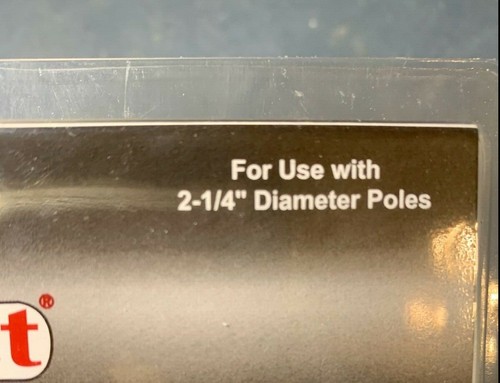 For Use with
2-1/4" Diameter Poles
t®